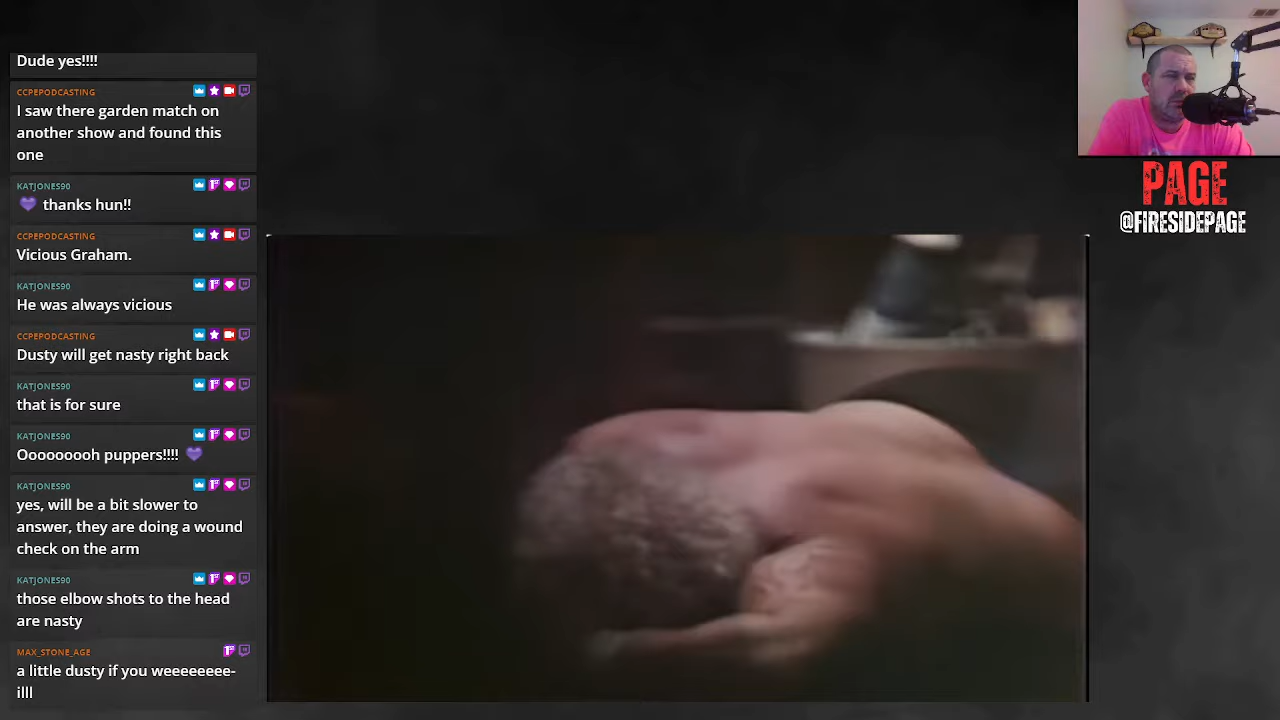 Dude yes!!!!
CCPEPODCASTING
I saw there garden match on
another show and found this
one
KATJONES90
thanks hun!!
CCPEPODCASTING
Vicious Graham.
KATJONES90
He was always vicious
CCPEPODCASTING
Dusty will get nasty right back
KATJONES90
that is for sure
KATJONES90
Ooooooooh puppers!!!!
KATJONES90
yes, will be a bit slower to
answer, they are doing a wound
check on the arm
KATJONES90
those elbow shots to the head
are nasty
MAX_STONE_AGE
a little dusty if you weeeeeeee-
illl
PAGE
@FIRESIDEPAGE